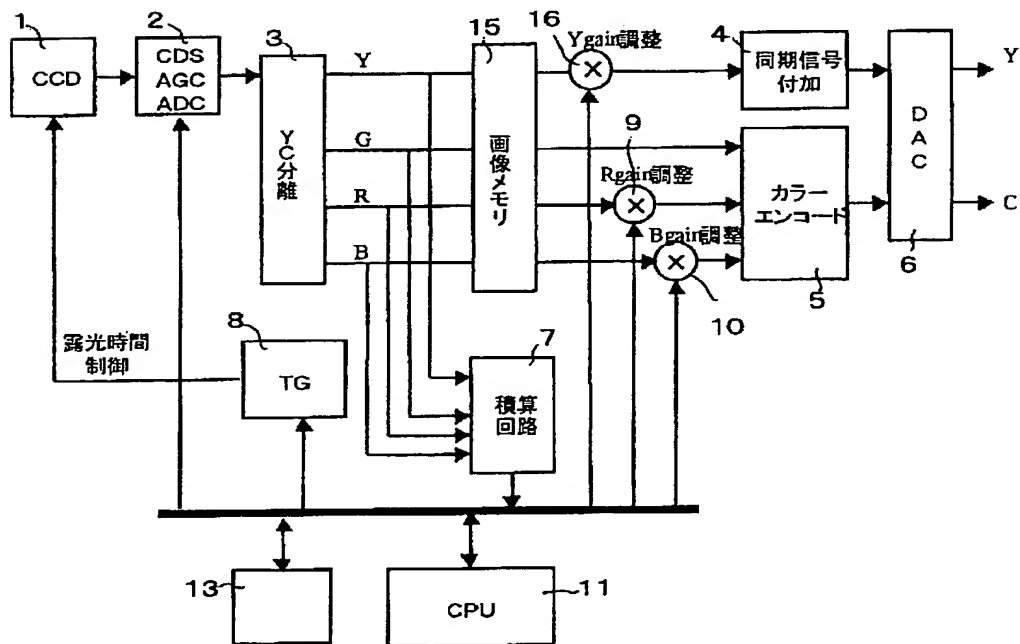 1
CCD
2
CDS
AGC
ADC
3
YC分離
Y
G
R
B
15
画像メモリ
16
Ygain調整
4
同期信号
付加
9
Rgain調整
Bgain調整
10
カラー
エンコード
5
DAC
6
Y
C
露光時間
制御
8
TG
7
積算
回路
13
CPU
11